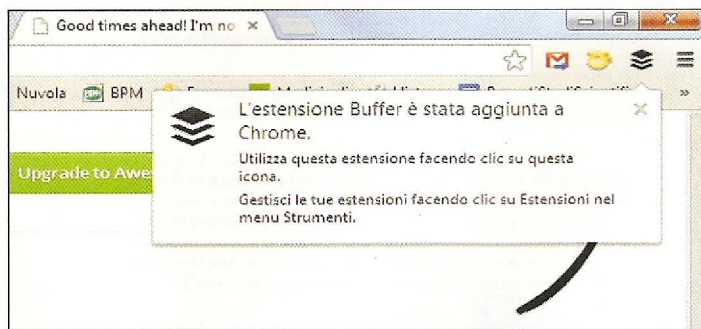 Good times ahead! I'm no
Nuvola BPM
L'estensione Buffer è stata aggiunta a
Chrome.
Utilizza questa estensione facendo clic su questa
icona.
Gestisci le tue estensioni facendo clic su Estensioni nel
menu Strumenti.
Upgrade to Awes